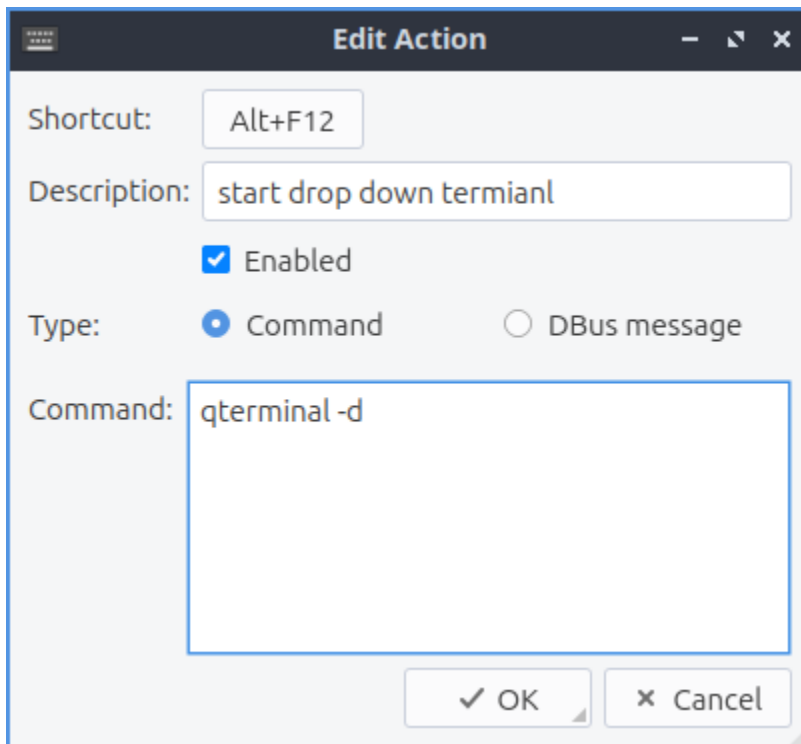 Edit Action
Shortcut: Alt+F12
Description: start drop down termianl
Enabled
Type: Command DBus message
Command: qterminal -d
OK Cancel